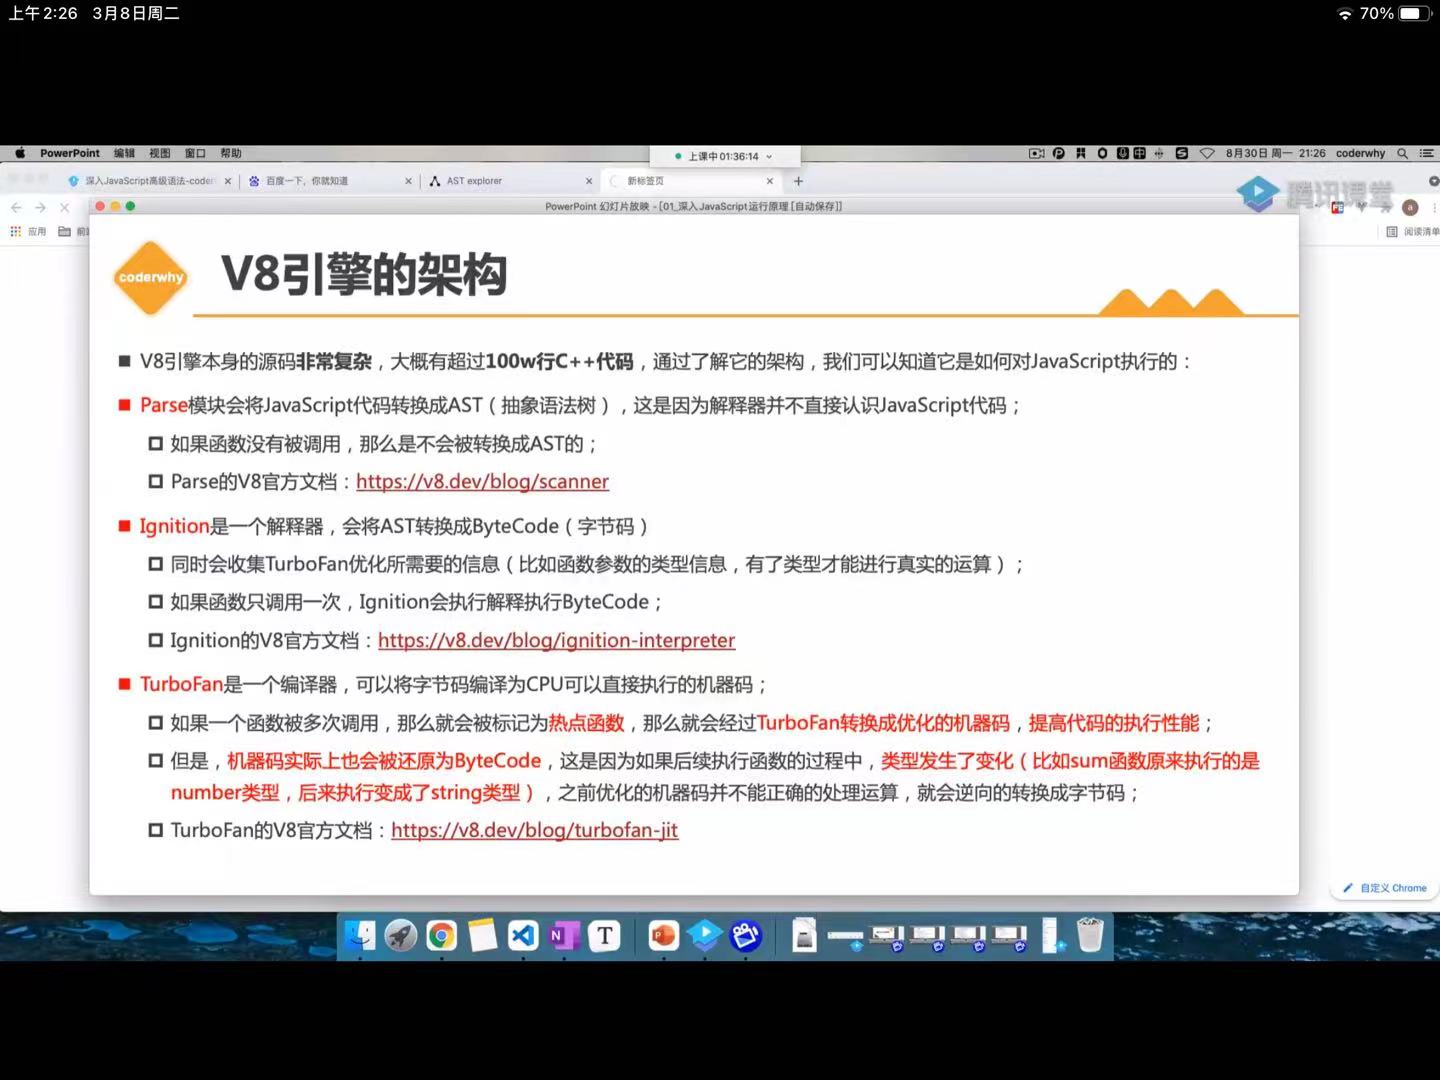 上午2:26 3月8日周二
70%
PowerPoint 编辑 视图 窗口 帮助
上课中 01:36:14
8月30日 周一 21:26 coderwhy
深入JavaScript高级语法-coder
百度一下，你就知道
AST explorer
新标签页
腾讯课堂
PowerPoint 幻灯片放映 - [01_深入JavaScript运行原理 [自动保存]]
应用
阅读清单
coderwhy
V8引擎的架构
V8引擎本身的源码非常复杂，大概有超过100w行C++代码，通过了解它的架构，我们可以知道它是如何对JavaScript执行的：
Parse模块会将JavaScript代码转换成AST（抽象语法树），这是因为解释器并不直接认识JavaScript代码；
如果函数没有被调用，那么是不会被转换成AST的；
Parse的V8官方文档：https://v8.dev/blog/scanner
Ignition是一个解释器，会将AST转换成ByteCode（字节码）
同时会收集TurboFan优化所需要的信息（比如函数参数的类型信息，有了类型才能进行真实的运算）；
如果函数只调用一次，Ignition会执行解释执行ByteCode；
Ignition的V8官方文档：https://v8.dev/blog/ignition-interpreter
TurboFan是一个编译器，可以将字节码编译为CPU可以直接执行的机器码；
如果一个函数被多次调用，那么就会被标记为热点函数，那么就会经过TurboFan转换成优化的机器码，提高代码的执行性能；
但是，机器码实际上也会被还原为ByteCode，这是因为如果后续执行函数的过程中，类型发生了变化（比如sum函数原来执行的是
number类型，后来执行变成了string类型），之前优化的机器码并不能正确的处理运算，就会逆向的转换成字节码；
TurboFan的V8官方文档：https://v8.dev/blog/turbofan-jit
自定义 Chrome